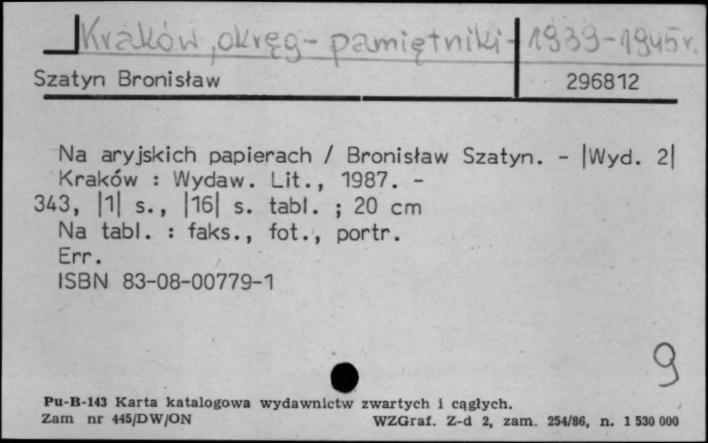 Kraków, okręg - pamiętniki - 1939-1945 r.
Szatyn Bronisław 296812
Na aryjskich papierach / Bronisław Szatyn. - |Wyd. 2|
Kraków : Wydaw. Lit., 1987. -
343, |1| s., |16| s. tabl. ; 20 cm
Na tabl. : faks., fot., portr.
Err.
ISBN 83-08-00779-1
9
Pu-B-143 Karta katalogowa wydawnictw zwartych i cągłych.
Zam nr 445/DW/ON WZGraf. Z-d 2, zam. 254/86, n. 1 530 000